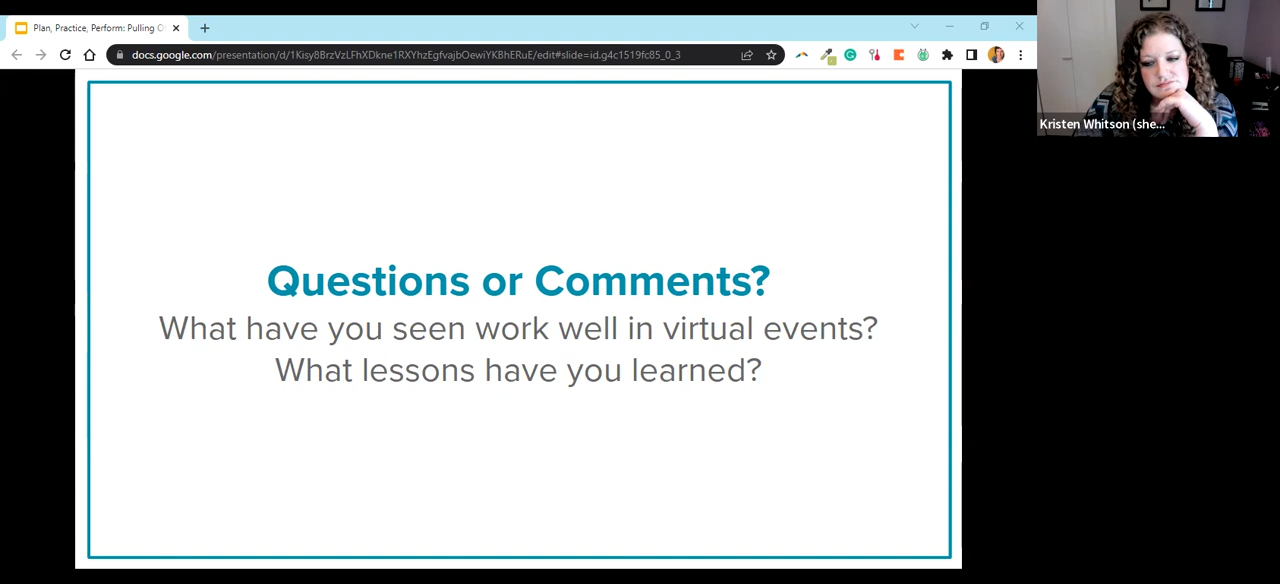 Plan, Practice, Perform: Pulling O
docs.google.com/presentation/d/1Kisy8BrzVzLFhXDkne1RXYhzEgfvajbOewiYKBhERuE/edit#slide=id.g4c1519fc85_0_3
Kristen Whitson (she...
Questions or Comments?
What have you seen work well in virtual events?
What lessons have you learned?